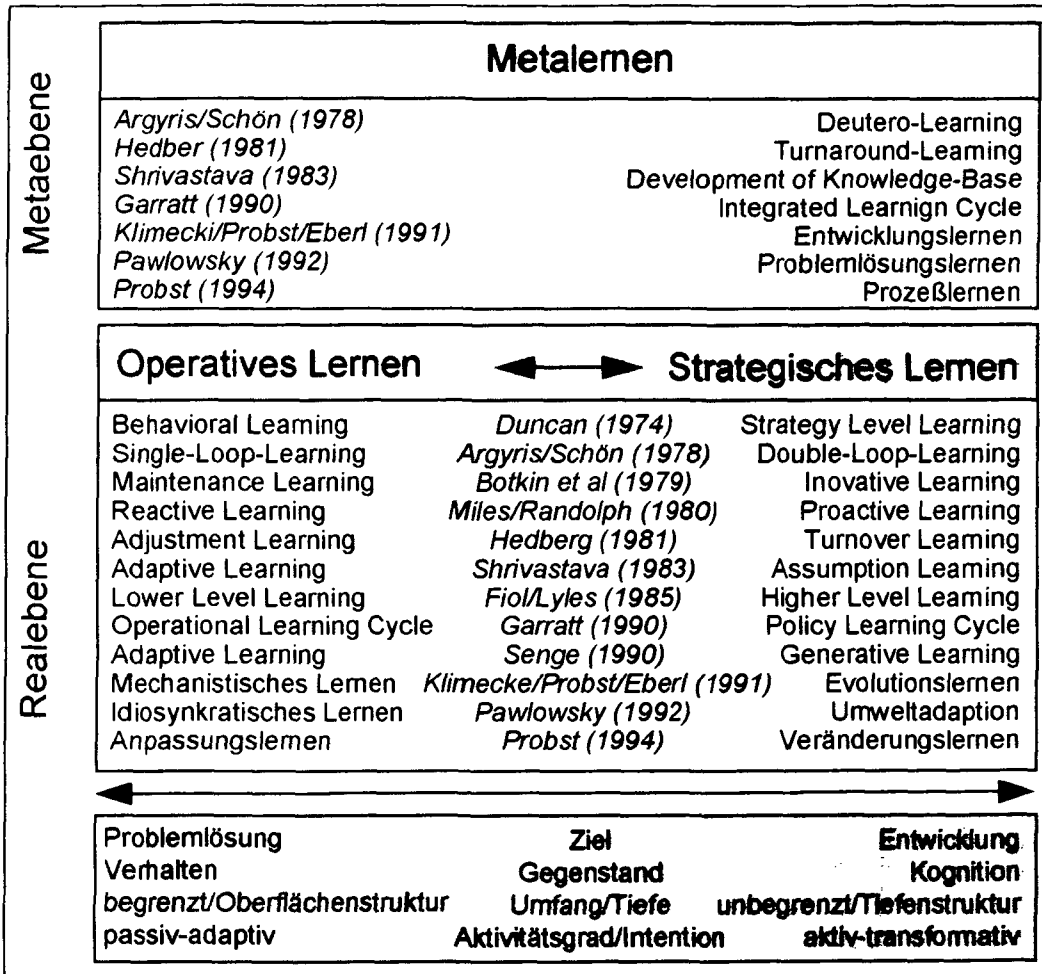 Metaebene
Metalernen
Argyris/Schön (1978) Deutero-Learning
Hedber (1981) Turnaround-Learning
Shrivastava (1983) Development of Knowledge-Base
Garratt (1990) Integrated Learnign Cycle
Klimecki/Probst/Eberl (1991) Entwicklungslernen
Pawlowsky (1992) Problemlösungslernen
Probst (1994) Prozeßlernen
Realebene
Operatives Lernen Strategisches Lernen
Behavioral Learning Duncan (1974) Strategy Level Learning
Single-Loop-Learning Argyris/Schön (1978) Double-Loop-Learning
Maintenance Learning Botkin et al (1979) Inovative Learning
Reactive Learning Miles/Randolph (1980) Proactive Learning
Adjustment Learning Hedberg (1981) Turnover Learning
Adaptive Learning Shrivastava (1983) Assumption Learning
Lower Level Learning Fiol/Lyles (1985) Higher Level Learning
Operational Learning Cycle Garratt (1990) Policy Learning Cycle
Adaptive Learning Senge (1990) Generative Learning
Mechanistisches Lernen Klimecke/Probst/Eberl (1991) Evolutionslernen
Idiosynkratisches Lernen Pawlowsky (1992) Umweltadaption
Anpassungslernen Probst (1994) Veränderungslernen
Problemlösung Ziel Entwicklung
Verhalten Gegenstand Kognition
begrenzt/Oberflächenstruktur Umfang/Tiefe unbegrenzt/Tiefenstruktur
passiv-adaptiv Aktivitätsgrad/Intention aktiv-transformativ